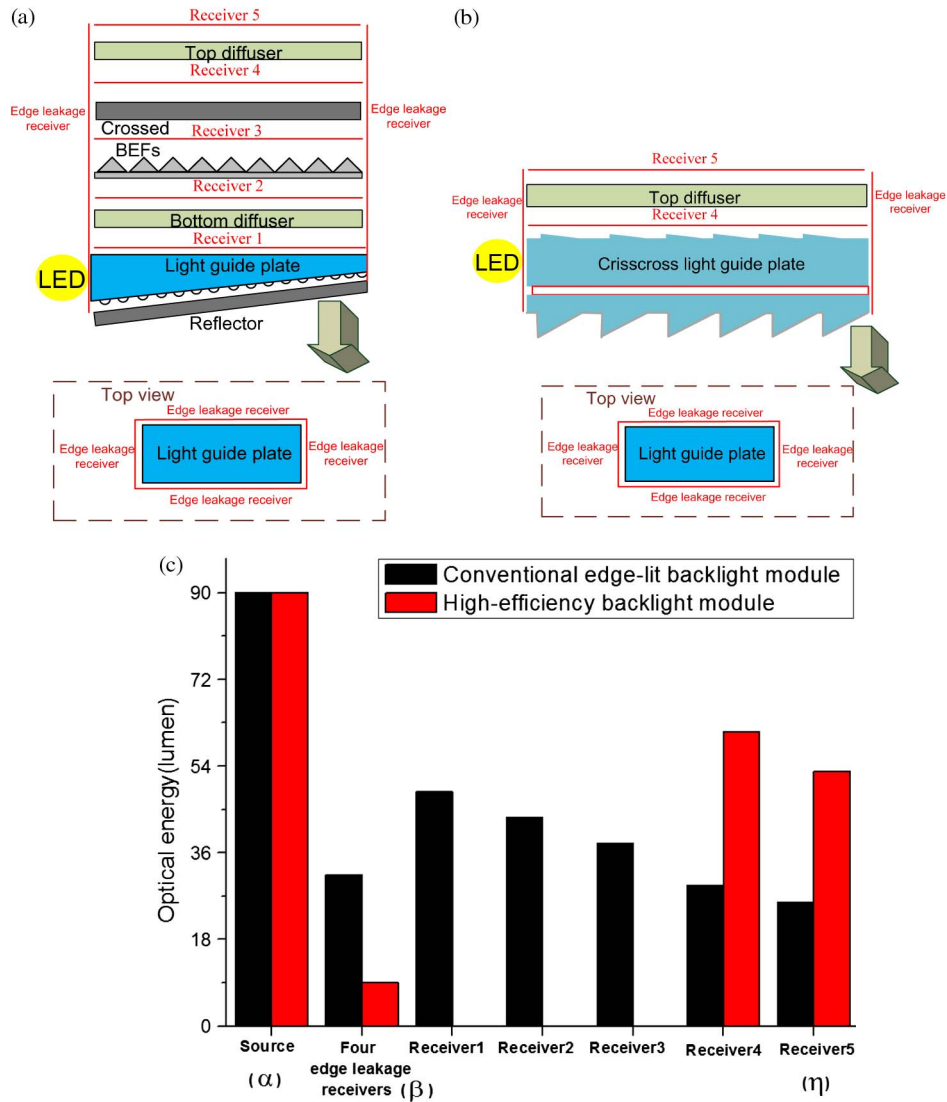 (a)
Receiver 5
Top diffuser
Receiver 4
Edge leakage
receiver
Edge leakage
receiver
Crossed
Receiver 3
BEFs
Receiver 2
Bottom diffuser
Receiver 1
LED
Light guide plate
Reflector
Top view
Edge leakage receiver
Edge leakage
receiver
Light guide plate
Edge leakage
receiver
Edge leakage receiver
(b)
Receiver 5
Edge leakage
receiver
Top diffuser
Edge leakage
receiver
Receiver 4
LED
Crisscross light guide plate
Top view
Edge leakage receiver
Edge leakage
receiver
Light guide plate
Edge leakage
receiver
Edge leakage receiver
(c)
Conventional edge-lit backlight module
High-efficiency backlight module
Optical energy(lumen)
90
72
54
36
18
0
Source
(α)
Four
edge leakage
receivers (β)
Receiver1
Receiver2
Receiver3
Receiver4
Receiver5
(η)